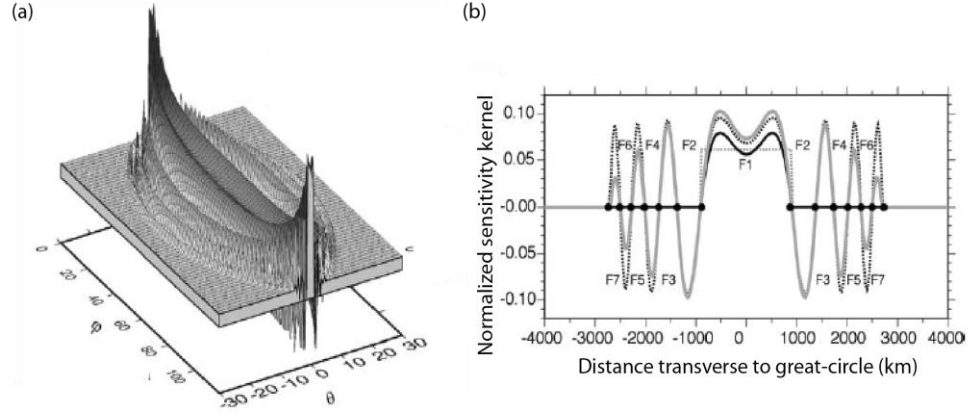 (a)
0
20
40
60
80
100
φ
-30
-20
-10
0
10
20
30
θ
(b)
Normalized sensitivity kernel
0.10
0.05
-0.00
-0.05
-0.10
F6 F4 F2 F1 F2 F4 F6
F7 F5 F3 F3 F5 F7
-4000 -3000 -2000 -1000 0 1000 2000 3000 4000
Distance transverse to great-circle (km)